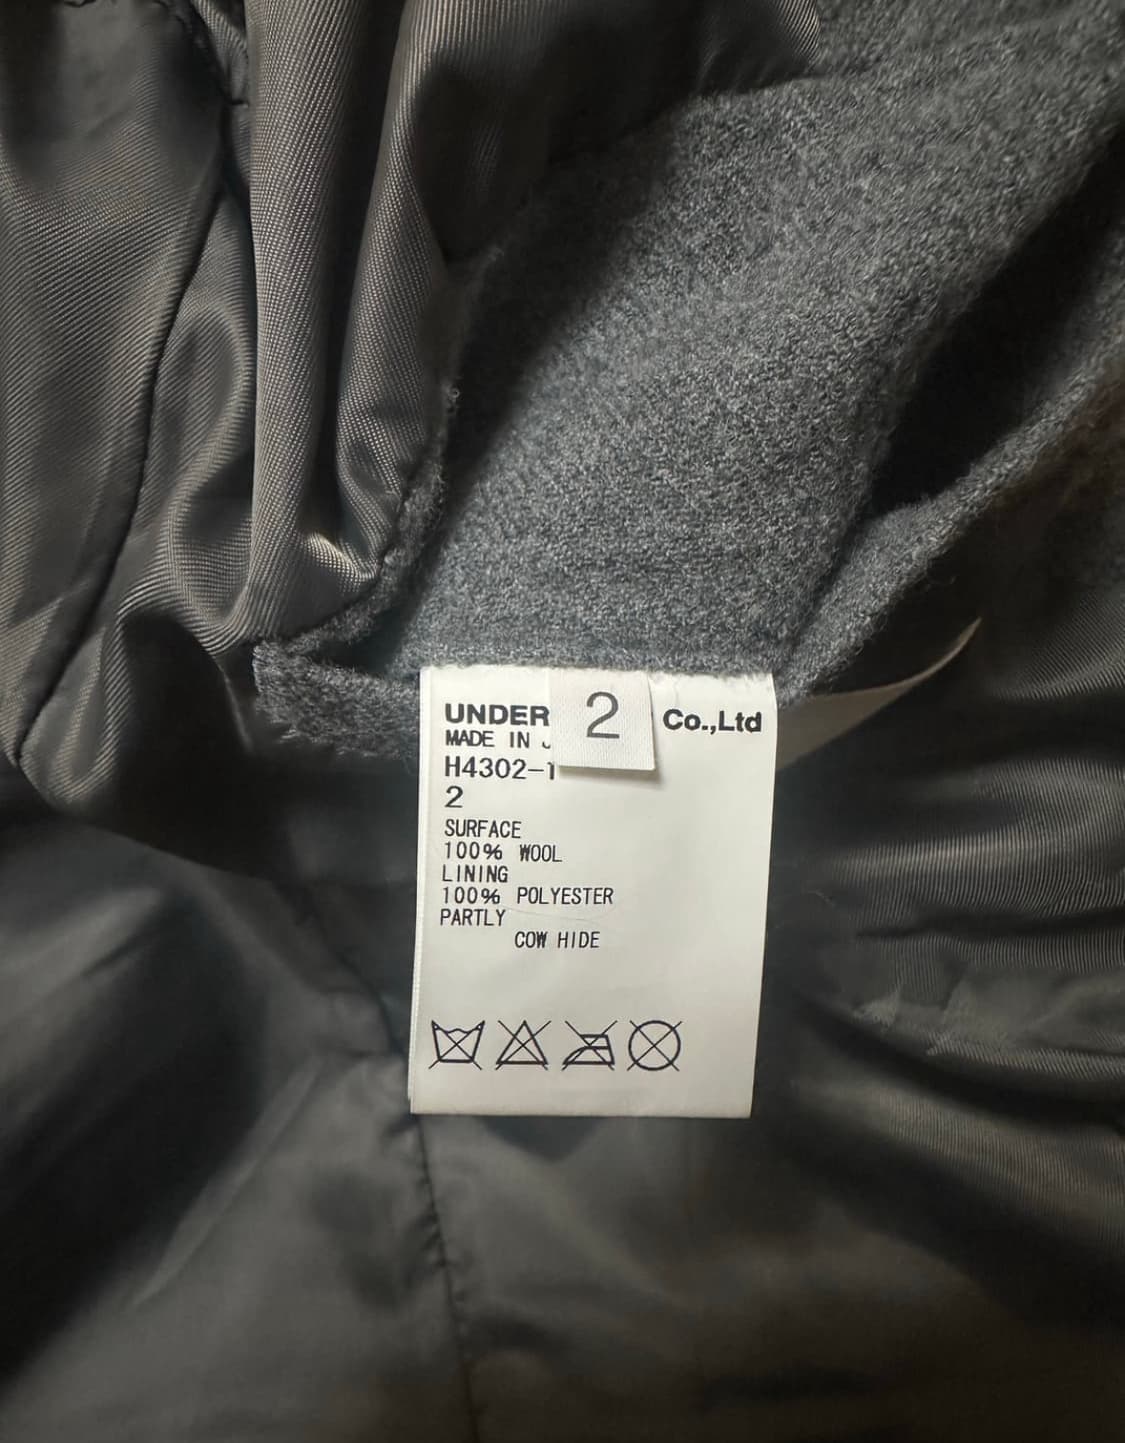 UNDER
2
Co.,Ltd
MADE IN
H4302-1
2
SURFACE
100% WOOL
LINING
100% POLYESTER
PARTLY
COW HIDE